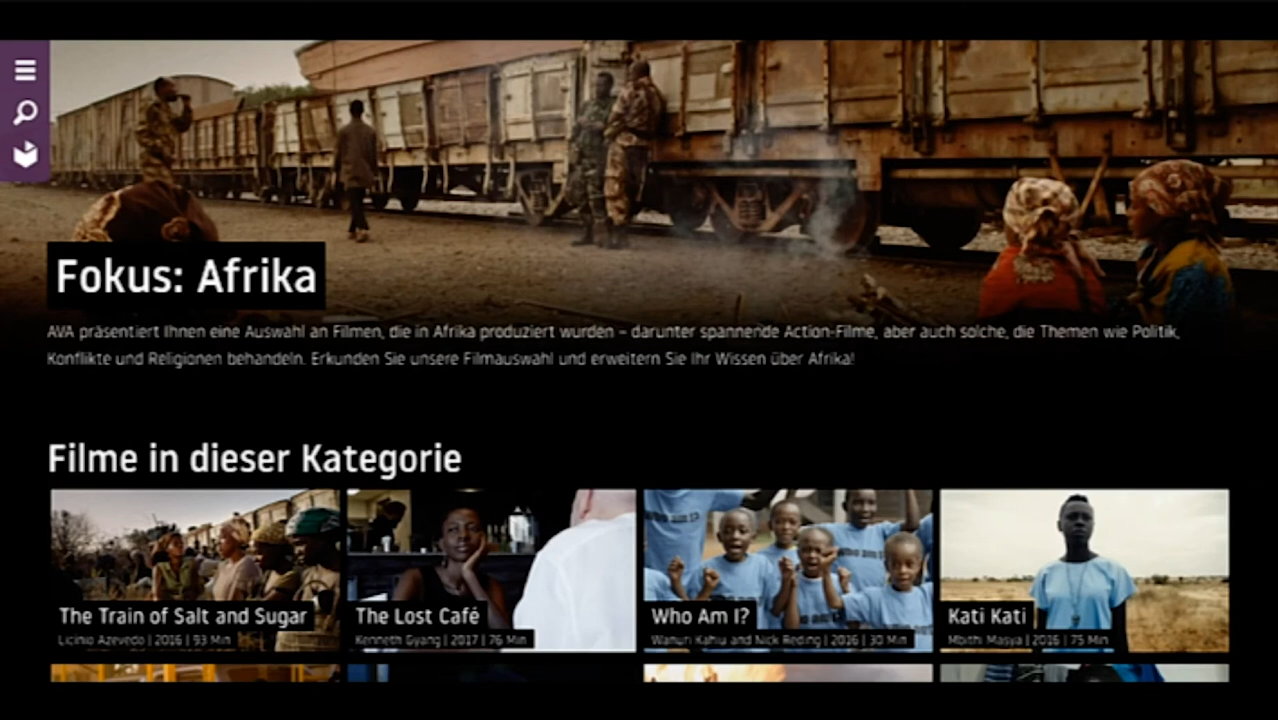 Fokus: Afrika
AVA präsentiert Ihnen eine Auswahl an Filmen, die in Afrika produziert wurden – darunter spannende Action-Filme, aber auch solche, die Themen wie Politik,
Konflikte und Religionen behandeln. Erkunden Sie unsere Filmauswahl und erweitern Sie Ihr Wissen über Afrika!
Filme in dieser Kategorie
The Train of Salt and Sugar
Licinio Azevedo | 2016 | 93 Min
The Lost Café
Kenneth Gyang | 2017 | 76 Min
Who Am I?
Wanuri Kahiu and Nick Reding | 2016 | 30 Min
Kati Kati
Mbithi Masya | 2016 | 75 Min